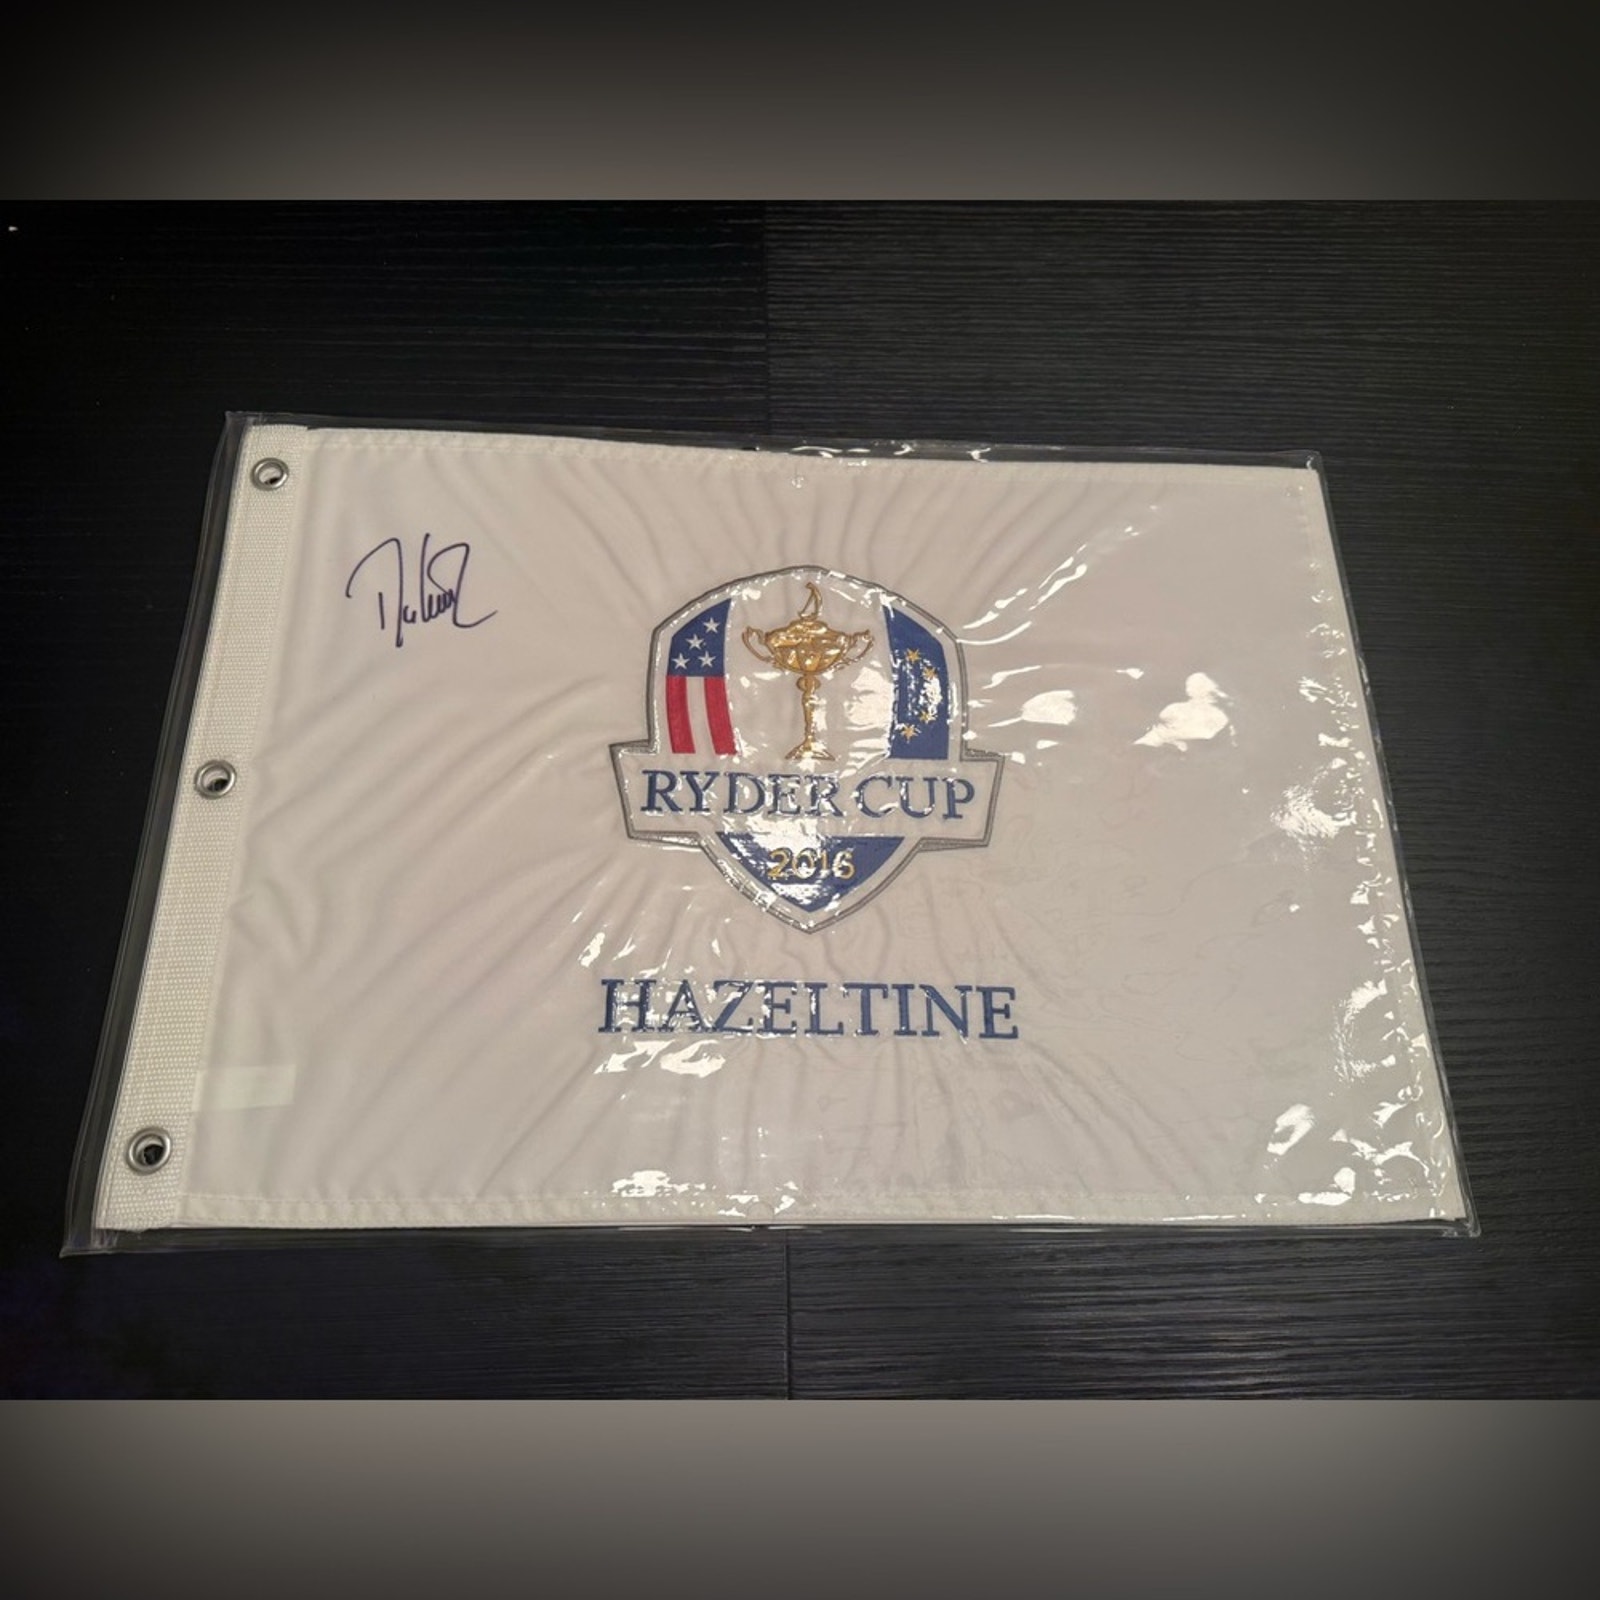 RYDER CUP
2016
HAZELTINE